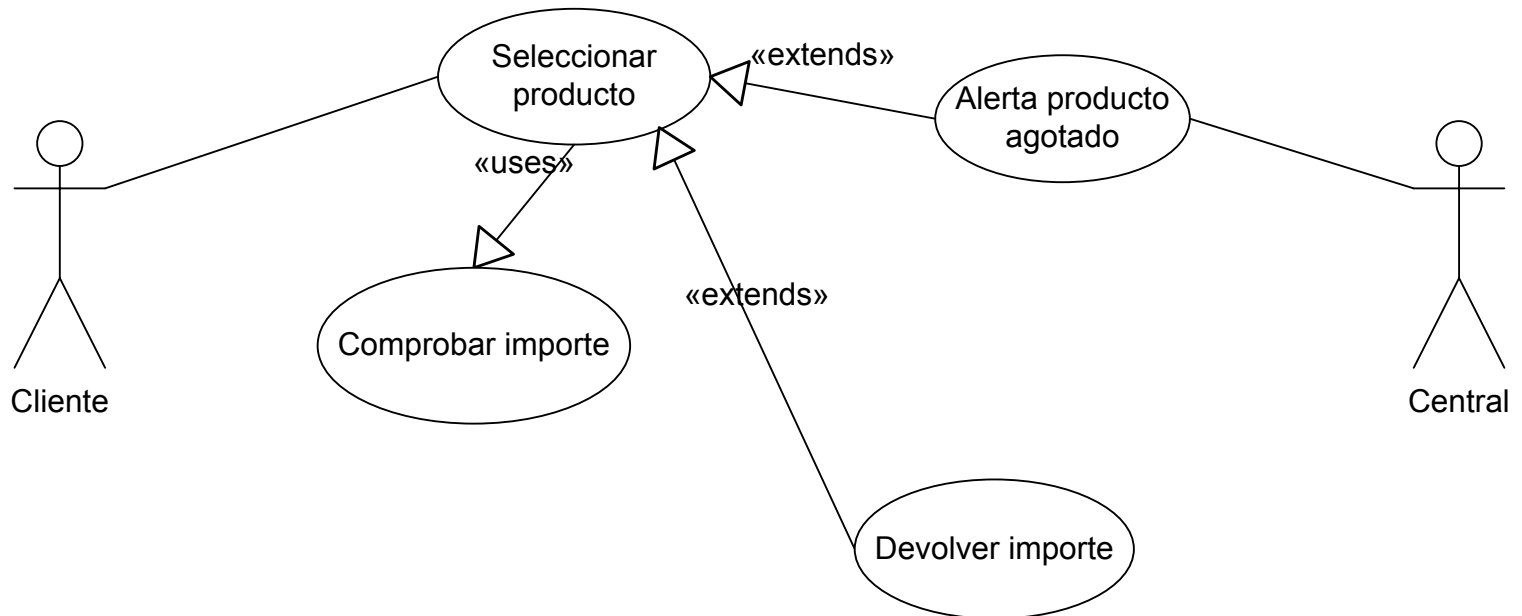 Seleccionar
producto
«extends»
Alerta producto
agotado
«uses»
«extends»
Comprobar importe
Cliente
Central
Devolver importe